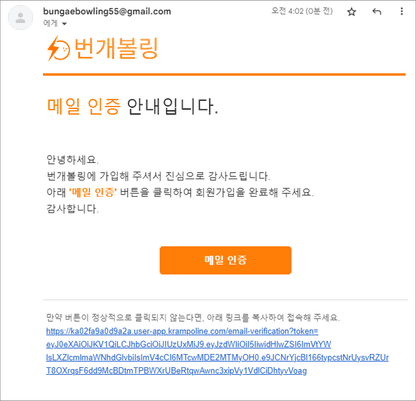 bungaebowling55@gmail.com
오전 4:02 (0분 전)
에게
번개볼링
메일 인증 안내입니다.
안녕하세요.
번개볼링에 가입해 주셔서 진심으로 감사드립니다.
아래 '메일 인증' 버튼을 클릭하여 회원가입을 완료해 주세요.
감사합니다.
메일 인증
만약 버튼이 정상적으로 클릭되지 않는다면, 아래 링크를 복사하여 접속해 주세요.
https://ka02fa9a0d9a2a.user-app.krampoline.com/email-verification?token=